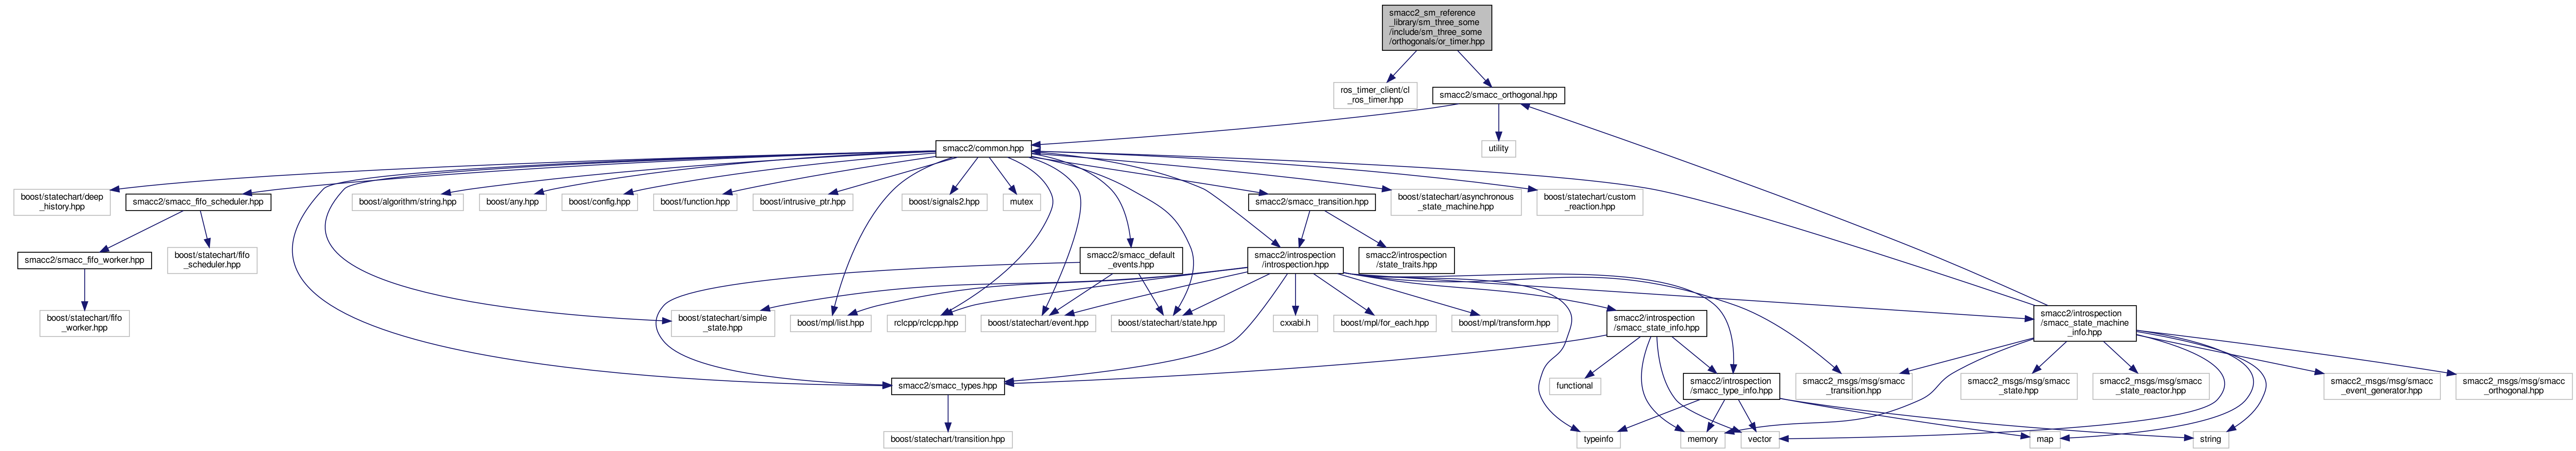 smacc2_sm_reference
_library/sm_three_some
/include/sm_three_some
/orthogonals/or_timer.hpp
ros_timer_client/cl
_ros_timer.hpp
smacc2/smacc_orthogonal.hpp
smacc2/common.hpp
utility
boost/statechart/deep
_history.hpp
smacc2/smacc_fifo_scheduler.hpp
boost/algorithm/string.hpp
boost/any.hpp
boost/config.hpp
boost/function.hpp
boost/intrusive_ptr.hpp
boost/signals2.hpp
mutex
smacc2/smacc_transition.hpp
boost/statechart/asynchronous
_state_machine.hpp
boost/statechart/custom
_reaction.hpp
smacc2/smacc_fifo_worker.hpp
boost/statechart/fifo
_scheduler.hpp
smacc2/smacc_default
_events.hpp
smacc2/introspection
/introspection.hpp
smacc2/introspection
/state_traits.hpp
boost/statechart/fifo
_worker.hpp
boost/statechart/simple
_state.hpp
boost/mpl/list.hpp
rclcpp/rclcpp.hpp
boost/statechart/event.hpp
boost/statechart/state.hpp
cxxabi.h
boost/mpl/for_each.hpp
boost/mpl/transform.hpp
smacc2/introspection
/smacc_state_info.hpp
smacc2/introspection
/smacc_state_machine
_info.hpp
smacc2/smacc_types.hpp
functional
smacc2/introspection
/smacc_type_info.hpp
smacc2_msgs/msg/smacc
_transition.hpp
smacc2_msgs/msg/smacc
_state.hpp
smacc2_msgs/msg/smacc
_state_reactor.hpp
smacc2_msgs/msg/smacc
_event_generator.hpp
smacc2_msgs/msg/smacc
_orthogonal.hpp
boost/statechart/transition.hpp
typeinfo
memory
vector
map
string